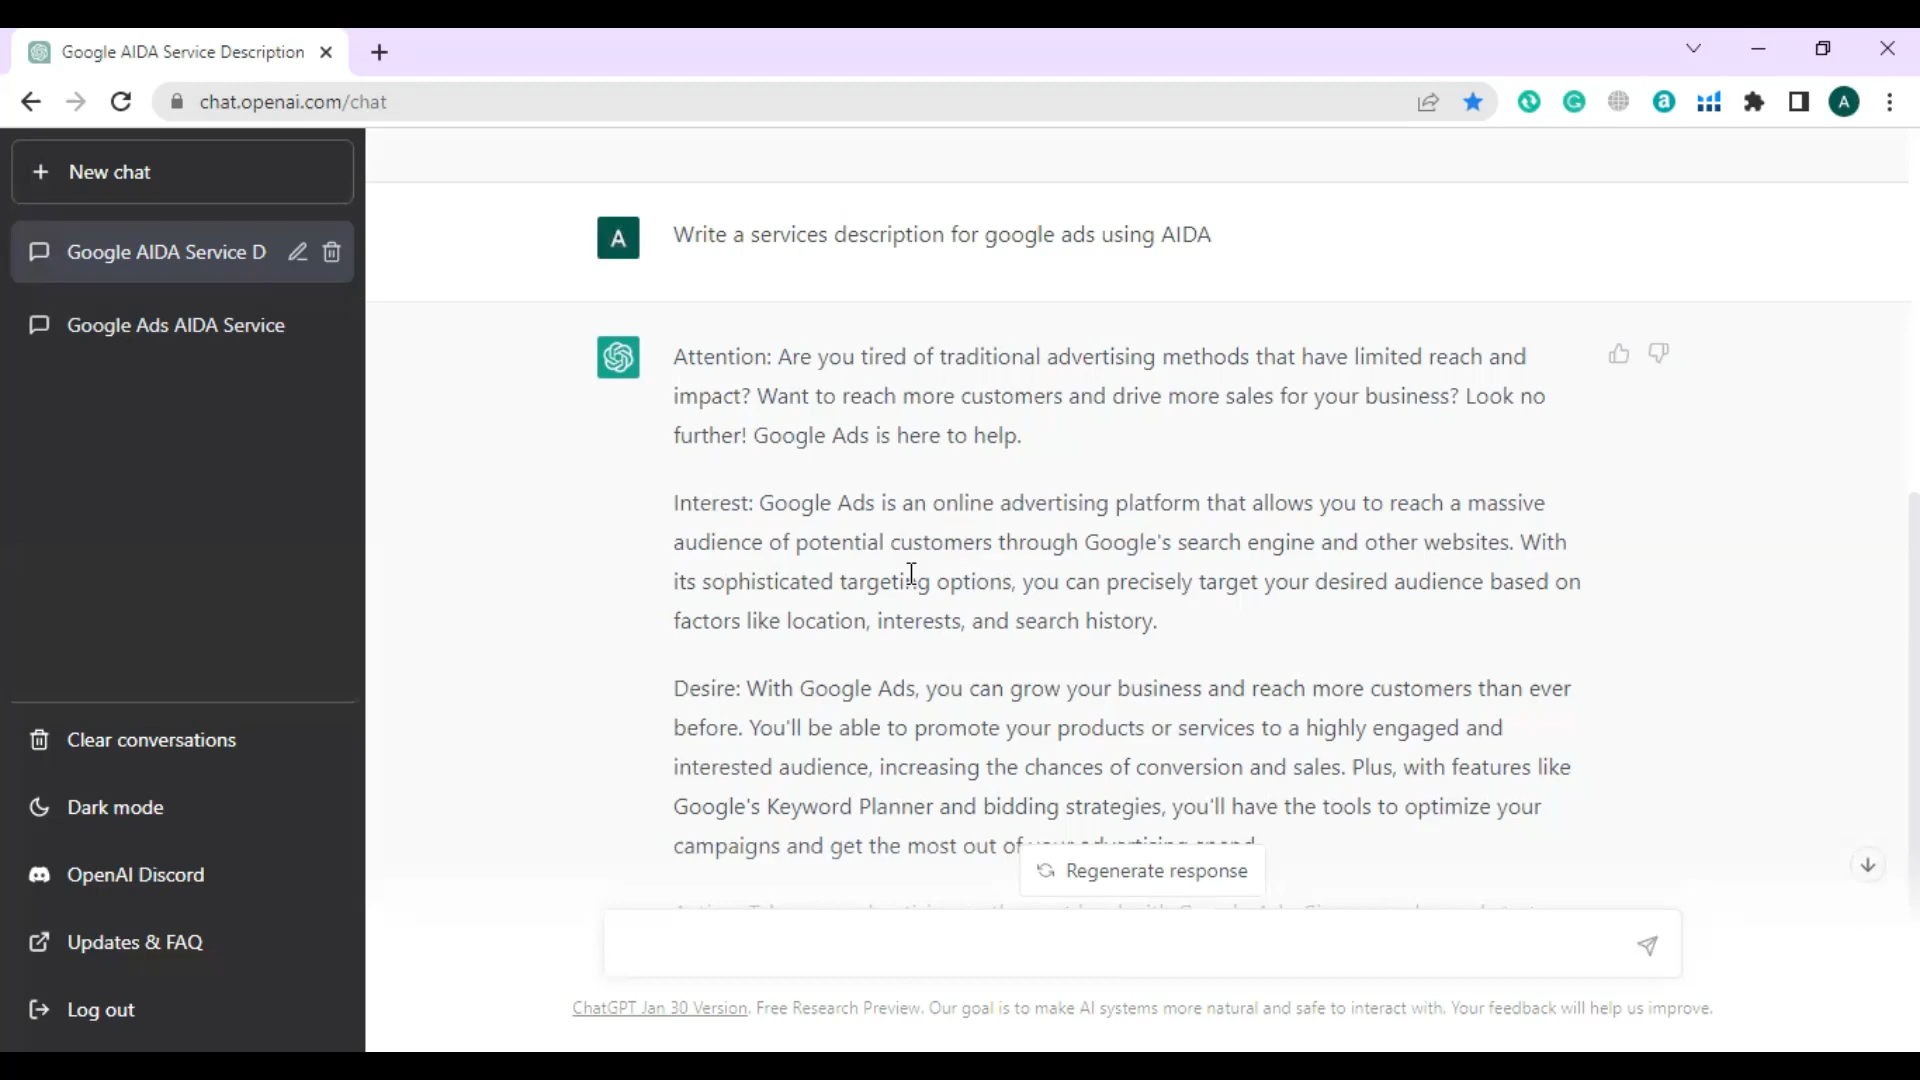 Google AIDA Service Description
chat.openai.com/chat
A
New chat
Google AIDA Service D
Google Ads AIDA Service
Clear conversations
Dark mode
OpenAI Discord
Updates & FAQ
Log out
A
Write a services description for google ads using AIDA
Attention: Are you tired of traditional advertising methods that have limited reach and
impact? Want to reach more customers and drive more sales for your business? Look no
further! Google Ads is here to help.
Interest: Google Ads is an online advertising platform that allows you to reach a massive
audience of potential customers through Google's search engine and other websites. With
its sophisticated targeting options, you can precisely target your desired audience based on
factors like location, interests, and search history.
Desire: With Google Ads, you can grow your business and reach more customers than ever
before. You'll be able to promote your products or services to a highly engaged and
interested audience, increasing the chances of conversion and sales. Plus, with features like
Google's Keyword Planner and bidding strategies, you'll have the tools to optimize your
campaigns and get the most out of your advertising spend.
Regenerate response
ChatGPT Jan 30 Version. Free Research Preview. Our goal is to make AI systems more natural and safe to interact with. Your feedback will help us improve.